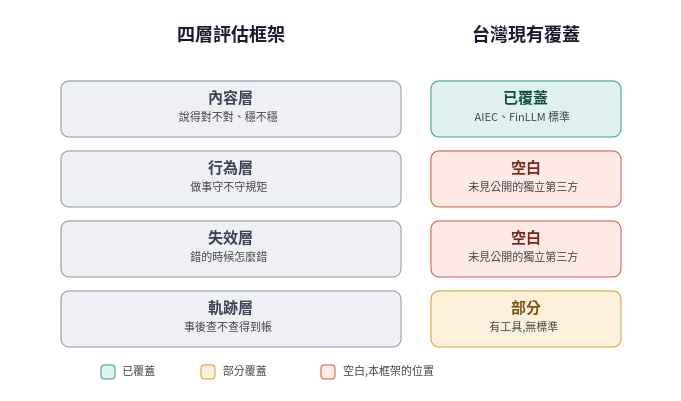 四層評估框架
台灣現有覆蓋
內容層
說得對不對、穩不穩
已覆蓋
AIEC、FinLLM 標準
行為層
做事守不守規矩
空白
未見公開的獨立第三方
失效層
錯的時候怎麼錯
空白
未見公開的獨立第三方
軌跡層
事後查不查得到帳
部分
有工具,無標準
已覆蓋
部分覆蓋
空白,本框架的位置